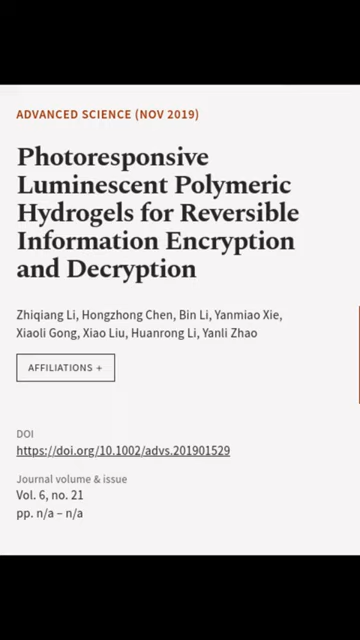 ADVANCED SCIENCE (NOV 2019)
Photoresponsive
Luminescent Polymeric
Hydrogels for Reversible
Information Encryption
and Decryption
Zhiqiang Li, Hongzhong Chen, Bin Li, Yanmiao Xie,
Xiaoli Gong, Xiao Liu, Huanrong Li, Yanli Zhao
AFFILIATIONS +
DOI
https://doi.org/10.1002/advs.201901529
Journal volume & issue
Vol. 6, no. 21
pp. n/a – n/a